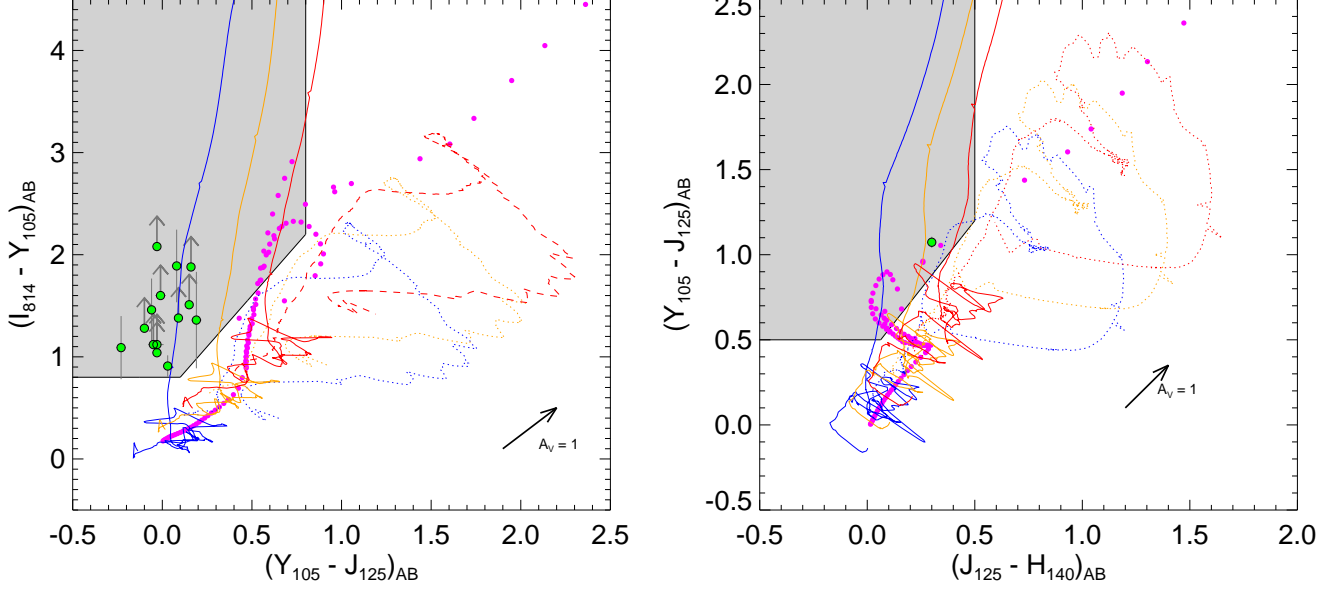 4
3
2
1
0
(I814 - Y105)AB
-0.5 0.0 0.5 1.0 1.5 2.0 2.5
(Y105 - J125)AB
AV = 1
2.5
2.0
1.5
1.0
0.5
0.0
-0.5
(Y105 - J125)AB
-0.5 0.0 0.5 1.0 1.5 2.0
(J125 - H140)AB
AV = 1